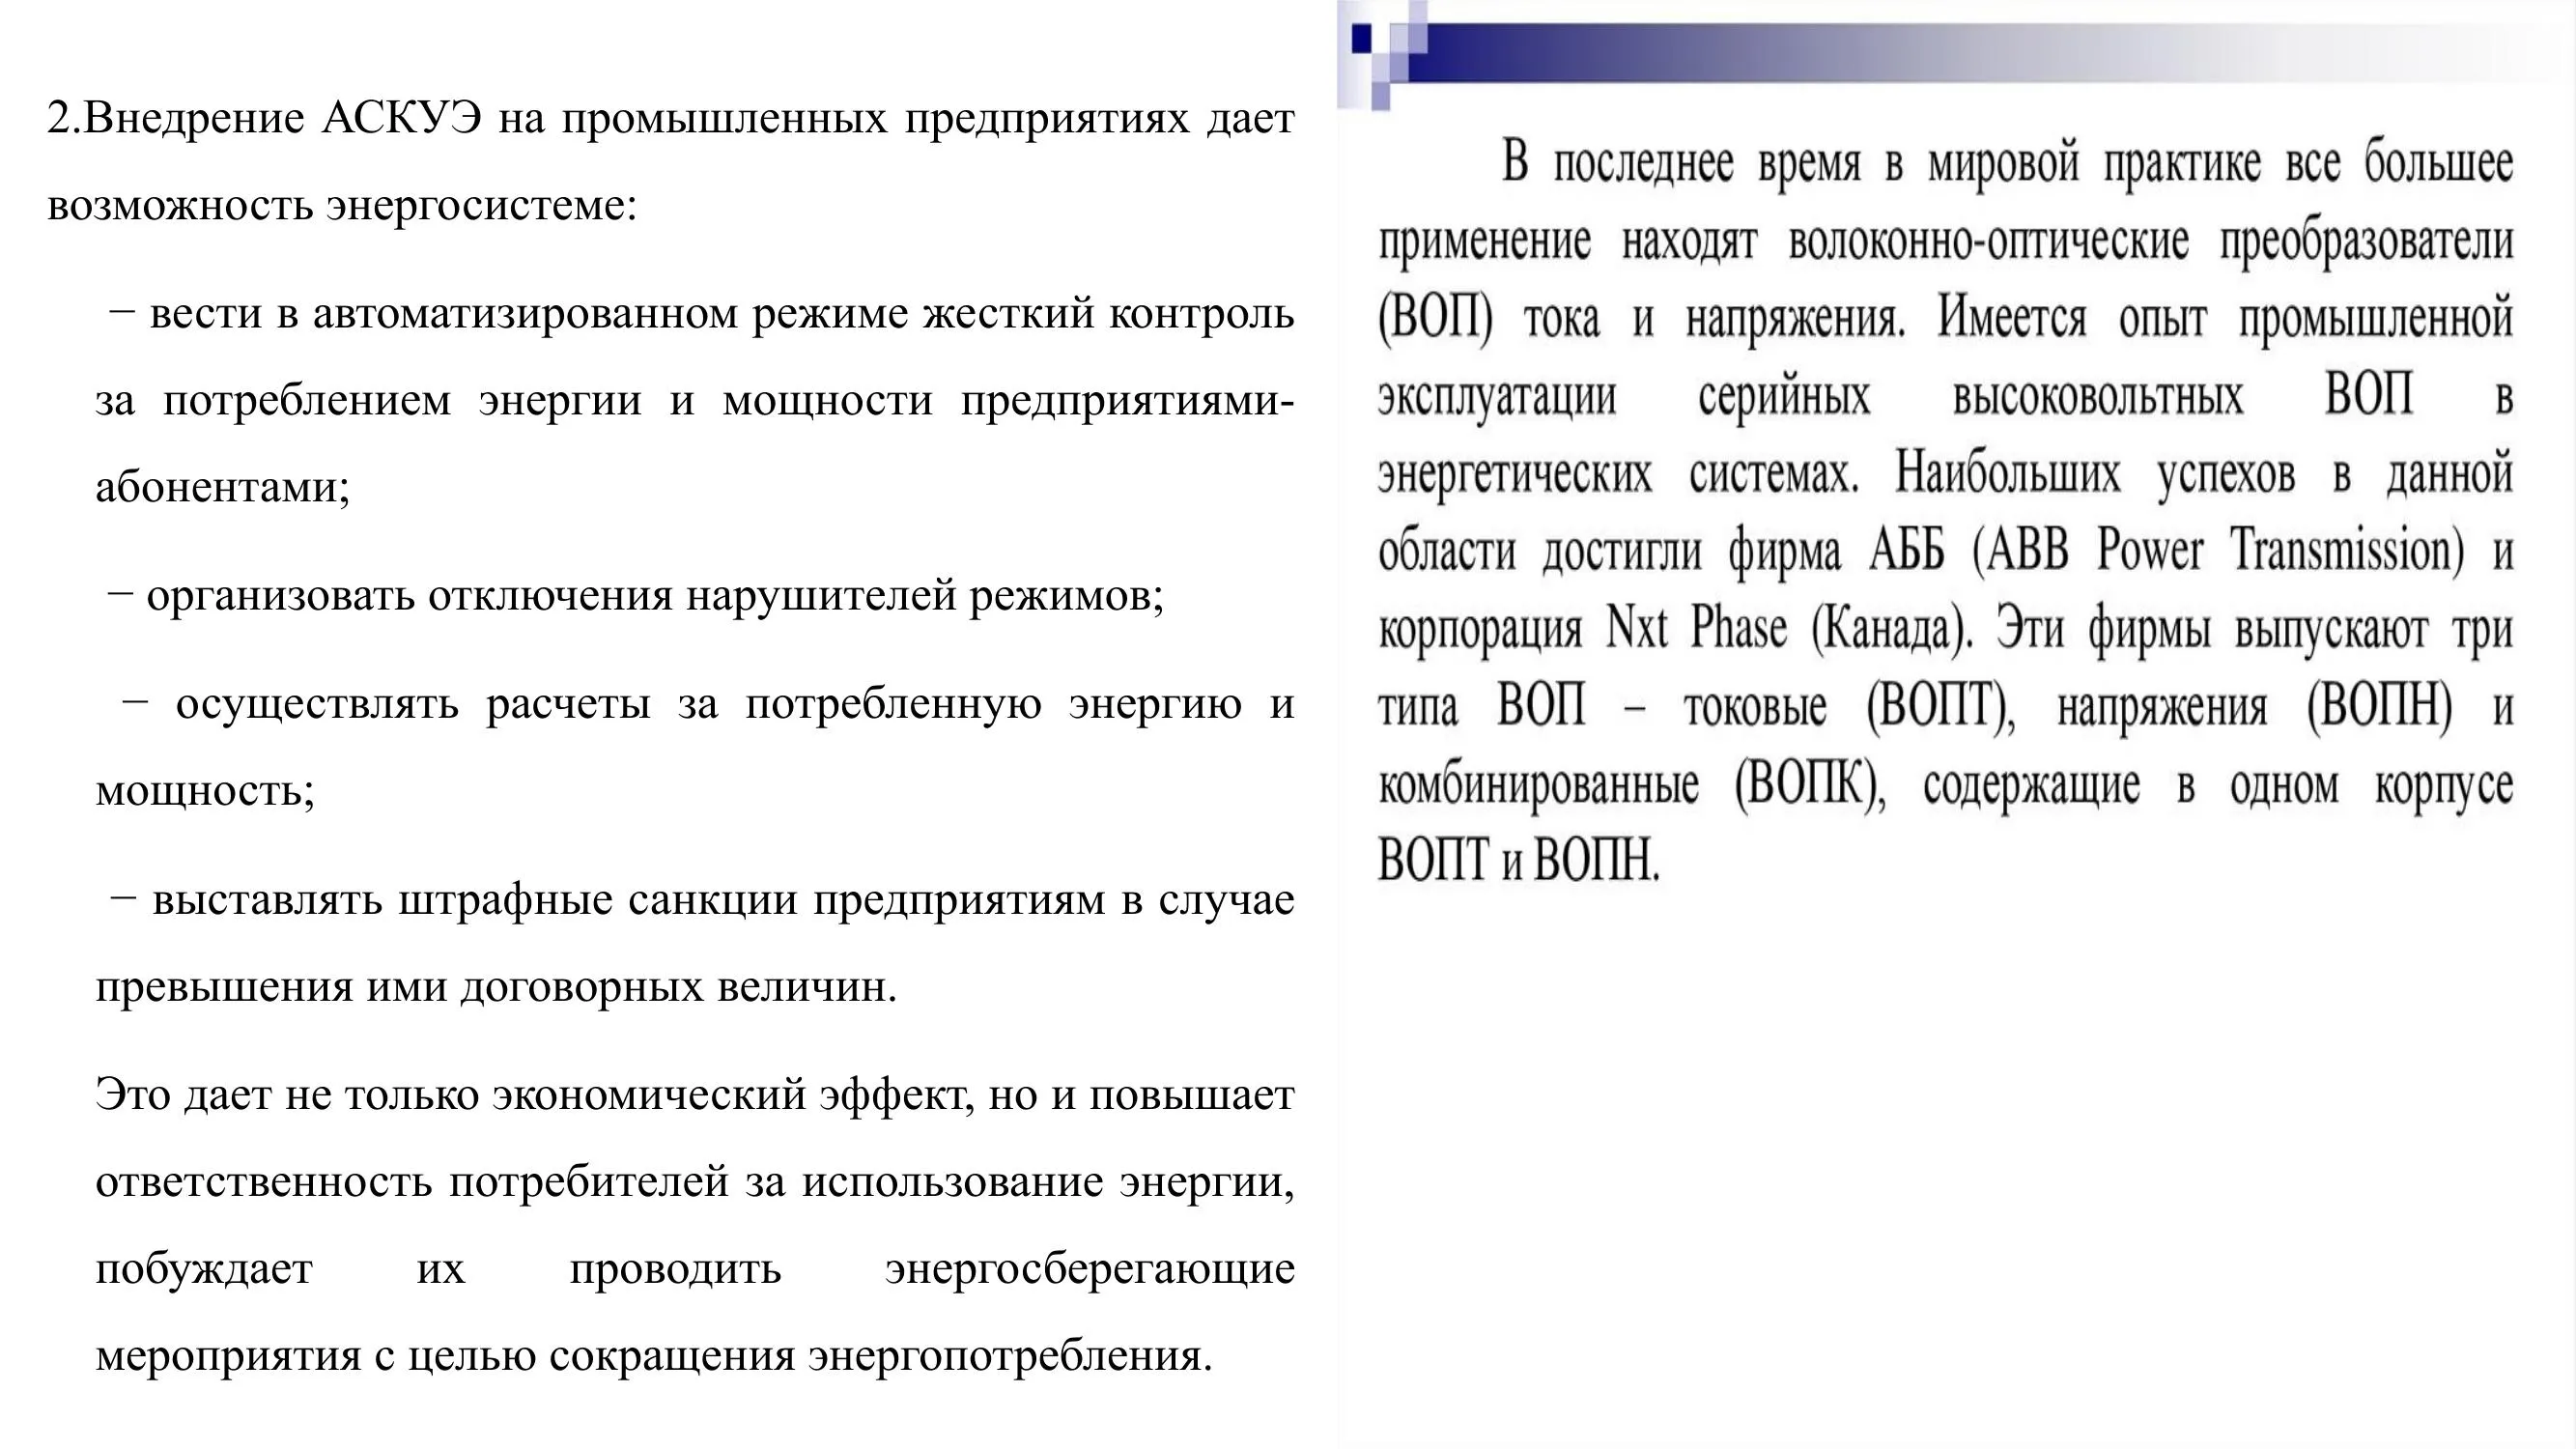 2.Внедрение АСКУЭ на промышленных предприятиях дает
возможность энергосистеме:
− вести в автоматизированном режиме жесткий контроль
за потреблением энергии и мощности предприятиями-
абонентами;
− организовать отключения нарушителей режимов;
− осуществлять расчеты за потребленную энергию и
мощность;
− выставлять штрафные санкции предприятиям в случае
превышения ими договорных величин.
Это дает не только экономический эффект, но и повышает
ответственность потребителей за использование энергии,
побуждает их проводить энергосберегающие
мероприятия с целью сокращения энергопотребления.
В последнее время в мировой практике все большее
применение находят волоконно-оптические преобразователи
(ВОП) тока и напряжения. Имеется опыт промышленной
эксплуатации серийных высоковольтных ВОП в
энергетических системах. Наибольших успехов в данной
области достигли фирма АББ (ABB Power Transmission) и
корпорация Nxt Phase (Канада). Эти фирмы выпускают три
типа ВОП – токовые (ВОПТ), напряжения (ВОПН) и
комбинированные (ВОПК), содержащие в одном корпусе
ВОПТ и ВОПН.